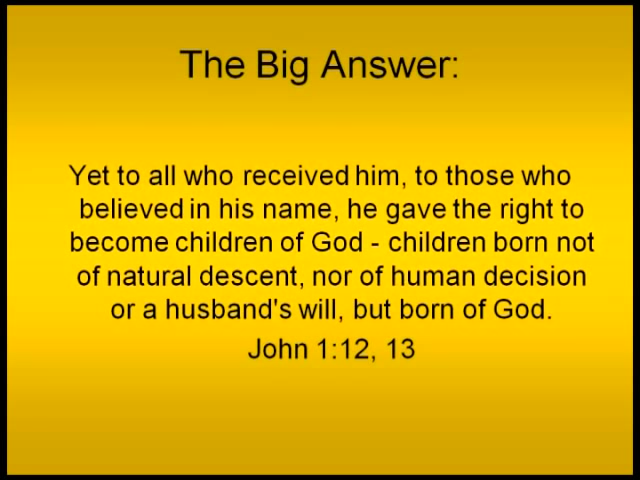 The Big Answer:
Yet to all who received him, to those who
believed in his name, he gave the right to
become children of God - children born not
of natural descent, nor of human decision
or a husband's will, but born of God.
John 1:12, 13